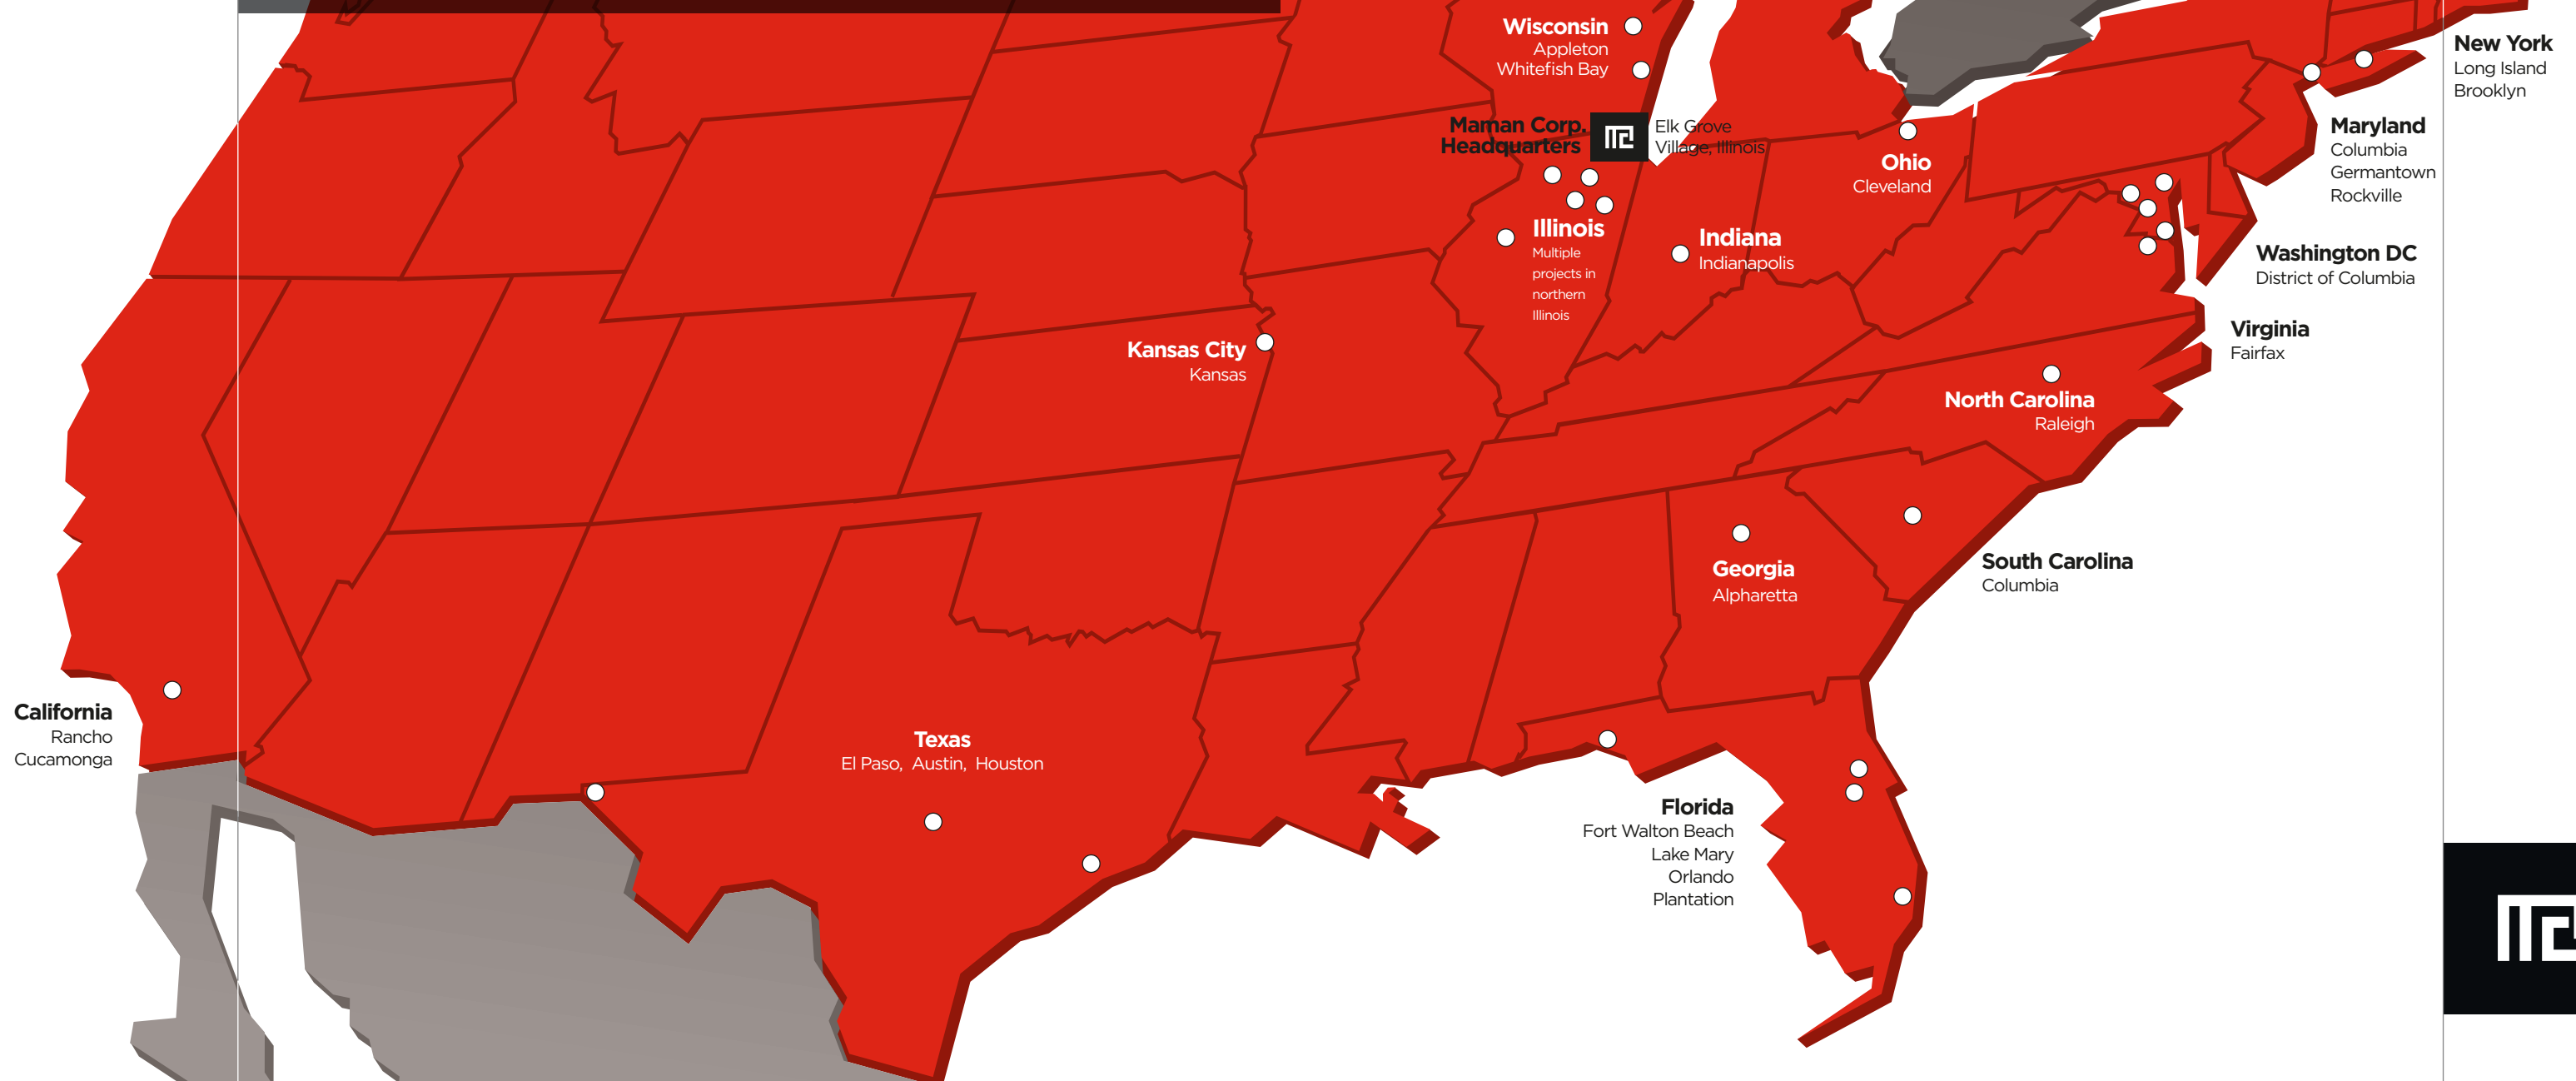 Wisconsin
Appleton
Whitefish Bay
New York
Long Island
Brooklyn
Maman Corp.
Headquarters
Elk Grove
Village, Illinois
Maryland
Columbia
Germantown
Rockville
Ohio
Cleveland
Illinois
Multiple
projects in
northern
Illinois
Indiana
Indianapolis
Washington DC
District of Columbia
Virginia
Fairfax
Kansas City
Kansas
North Carolina
Raleigh
South Carolina
Columbia
Georgia
Alpharetta
California
Rancho
Cucamonga
Texas
El Paso, Austin, Houston
Florida
Fort Walton Beach
Lake Mary
Orlando
Plantation